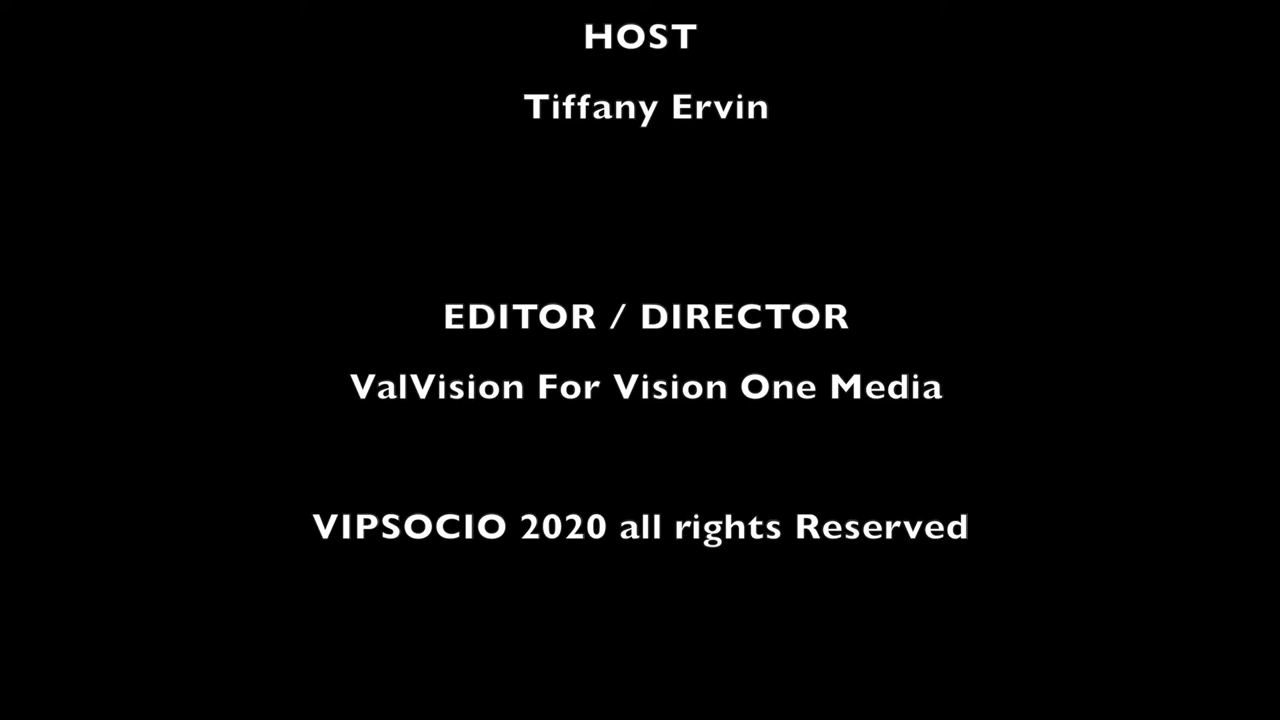 HOST
Tiffany Ervin
EDITOR / DIRECTOR
ValVision For Vision One Media
VIPSOCIO 2020 all rights Reserved